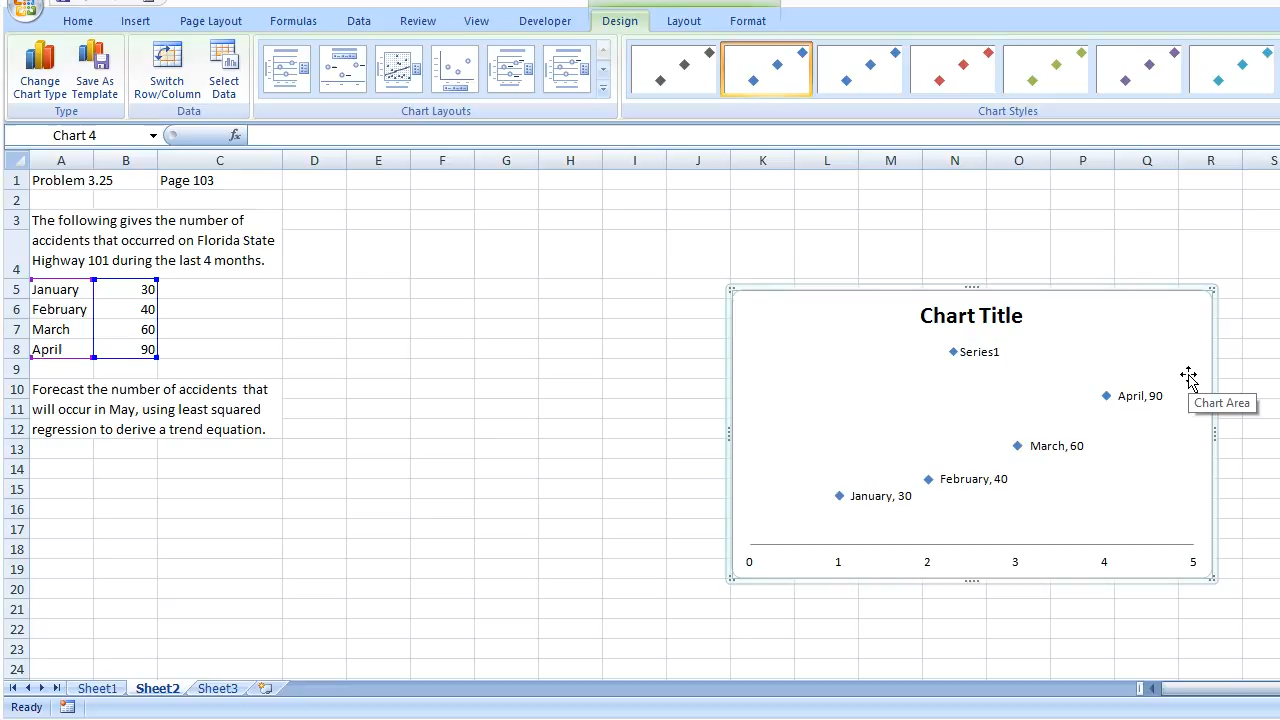 Home Insert Page Layout Formulas Data Review View Developer Design Layout Format
Change Chart Type
Save As Template
Switch Row/Column
Select Data
Type Data Chart Layouts Chart Styles
Chart 4 fx
A B C D E F G H I J K L M N O P Q R S
1 Problem 3.25 Page 103
2
3 The following gives the number of
accidents that occurred on Florida State
4 Highway 101 during the last 4 months.
5 January 30
6 February 40
7 March 60
8 April 90
9
10 Forecast the number of accidents that
11 will occur in May, using least squared
12 regression to derive a trend equation.
13
14
15
16
17
18
19
20
21
22
23
24
Chart Title
Series1
April, 90
Chart Area
March, 60
February, 40
January, 30
0 1 2 3 4 5
Sheet1 Sheet2 Sheet3
Ready